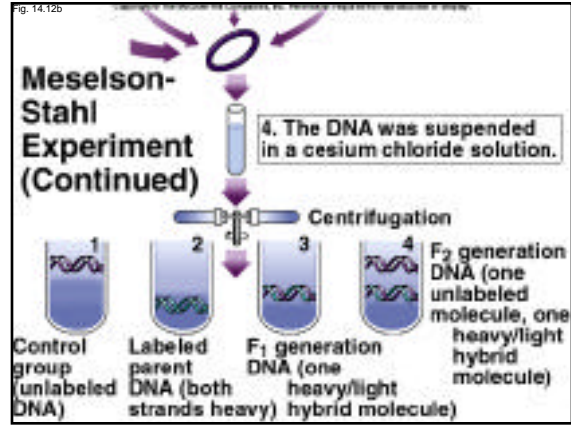 Fig. 14.12b
Meselson-
Stahl
Experiment
(Continued)
4. The DNA was suspended
in a cesium chloride solution.
Centrifugation
1
2
3
4
Control
group
(unlabeled
DNA)
Labeled
parent
DNA (both
strands heavy)
F1 generation
DNA (one
heavy/light
hybrid molecule)
F2 generation
DNA (one
unlabeled
molecule, one
heavy/light
hybrid
molecule)